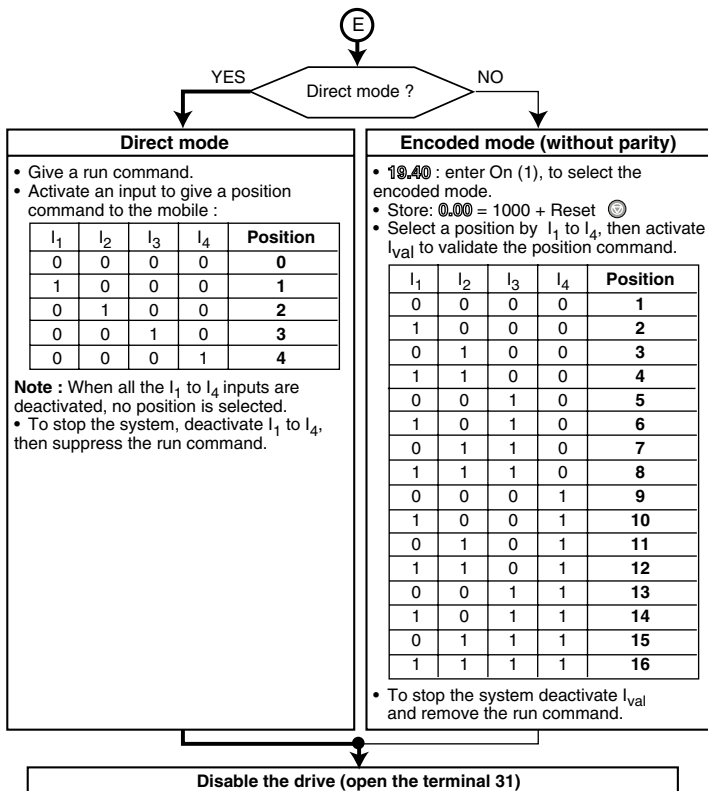 E
YES
Direct mode ?
NO
Direct mode
• Give a run command.
• Activate an input to give a position
command to the mobile :
I1 I2 I3 I4 Position
0 0 0 0 0
1 0 0 0 1
0 1 0 0 2
0 0 1 0 3
0 0 0 1 4
Note : When all the I1 to I4 inputs are
deactivated, no position is selected.
• To stop the system, deactivate I1 to I4,
then suppress the run command.
Encoded mode (without parity)
• 19.40 : enter On (1), to select the
encoded mode.
• Store: 0.00 = 1000 + Reset
• Select a position by I1 to I4, then activate
Ival to validate the position command.
I1 I2 I3 I4 Position
0 0 0 0 1
1 0 0 0 2
0 1 0 0 3
1 1 0 0 4
0 0 1 0 5
1 0 1 0 6
0 1 1 0 7
1 1 1 0 8
0 0 0 1 9
1 0 0 1 10
0 1 0 1 11
1 1 0 1 12
0 0 1 1 13
1 0 1 1 14
0 1 1 1 15
1 1 1 1 16
• To stop the system deactivate Ival
and remove the run command.
Disable the drive (open the terminal 31)